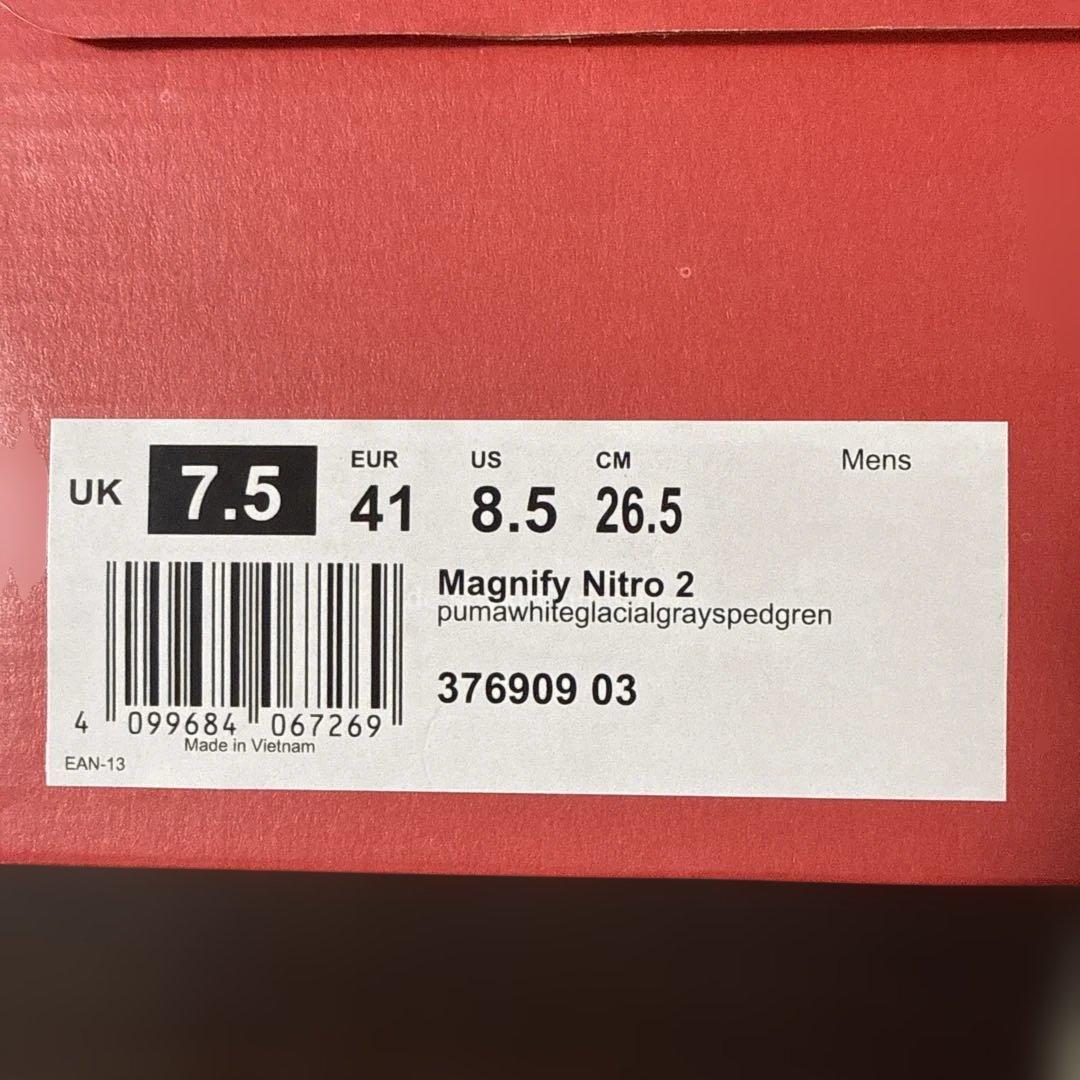 UK 7.5 EUR 41 US 8.5 CM 26.5 Mens
Magnify Nitro 2
pumawhiteglacialgrayspedgren
376909 03
4 099684 067269
Made in Vietnam
EAN-13